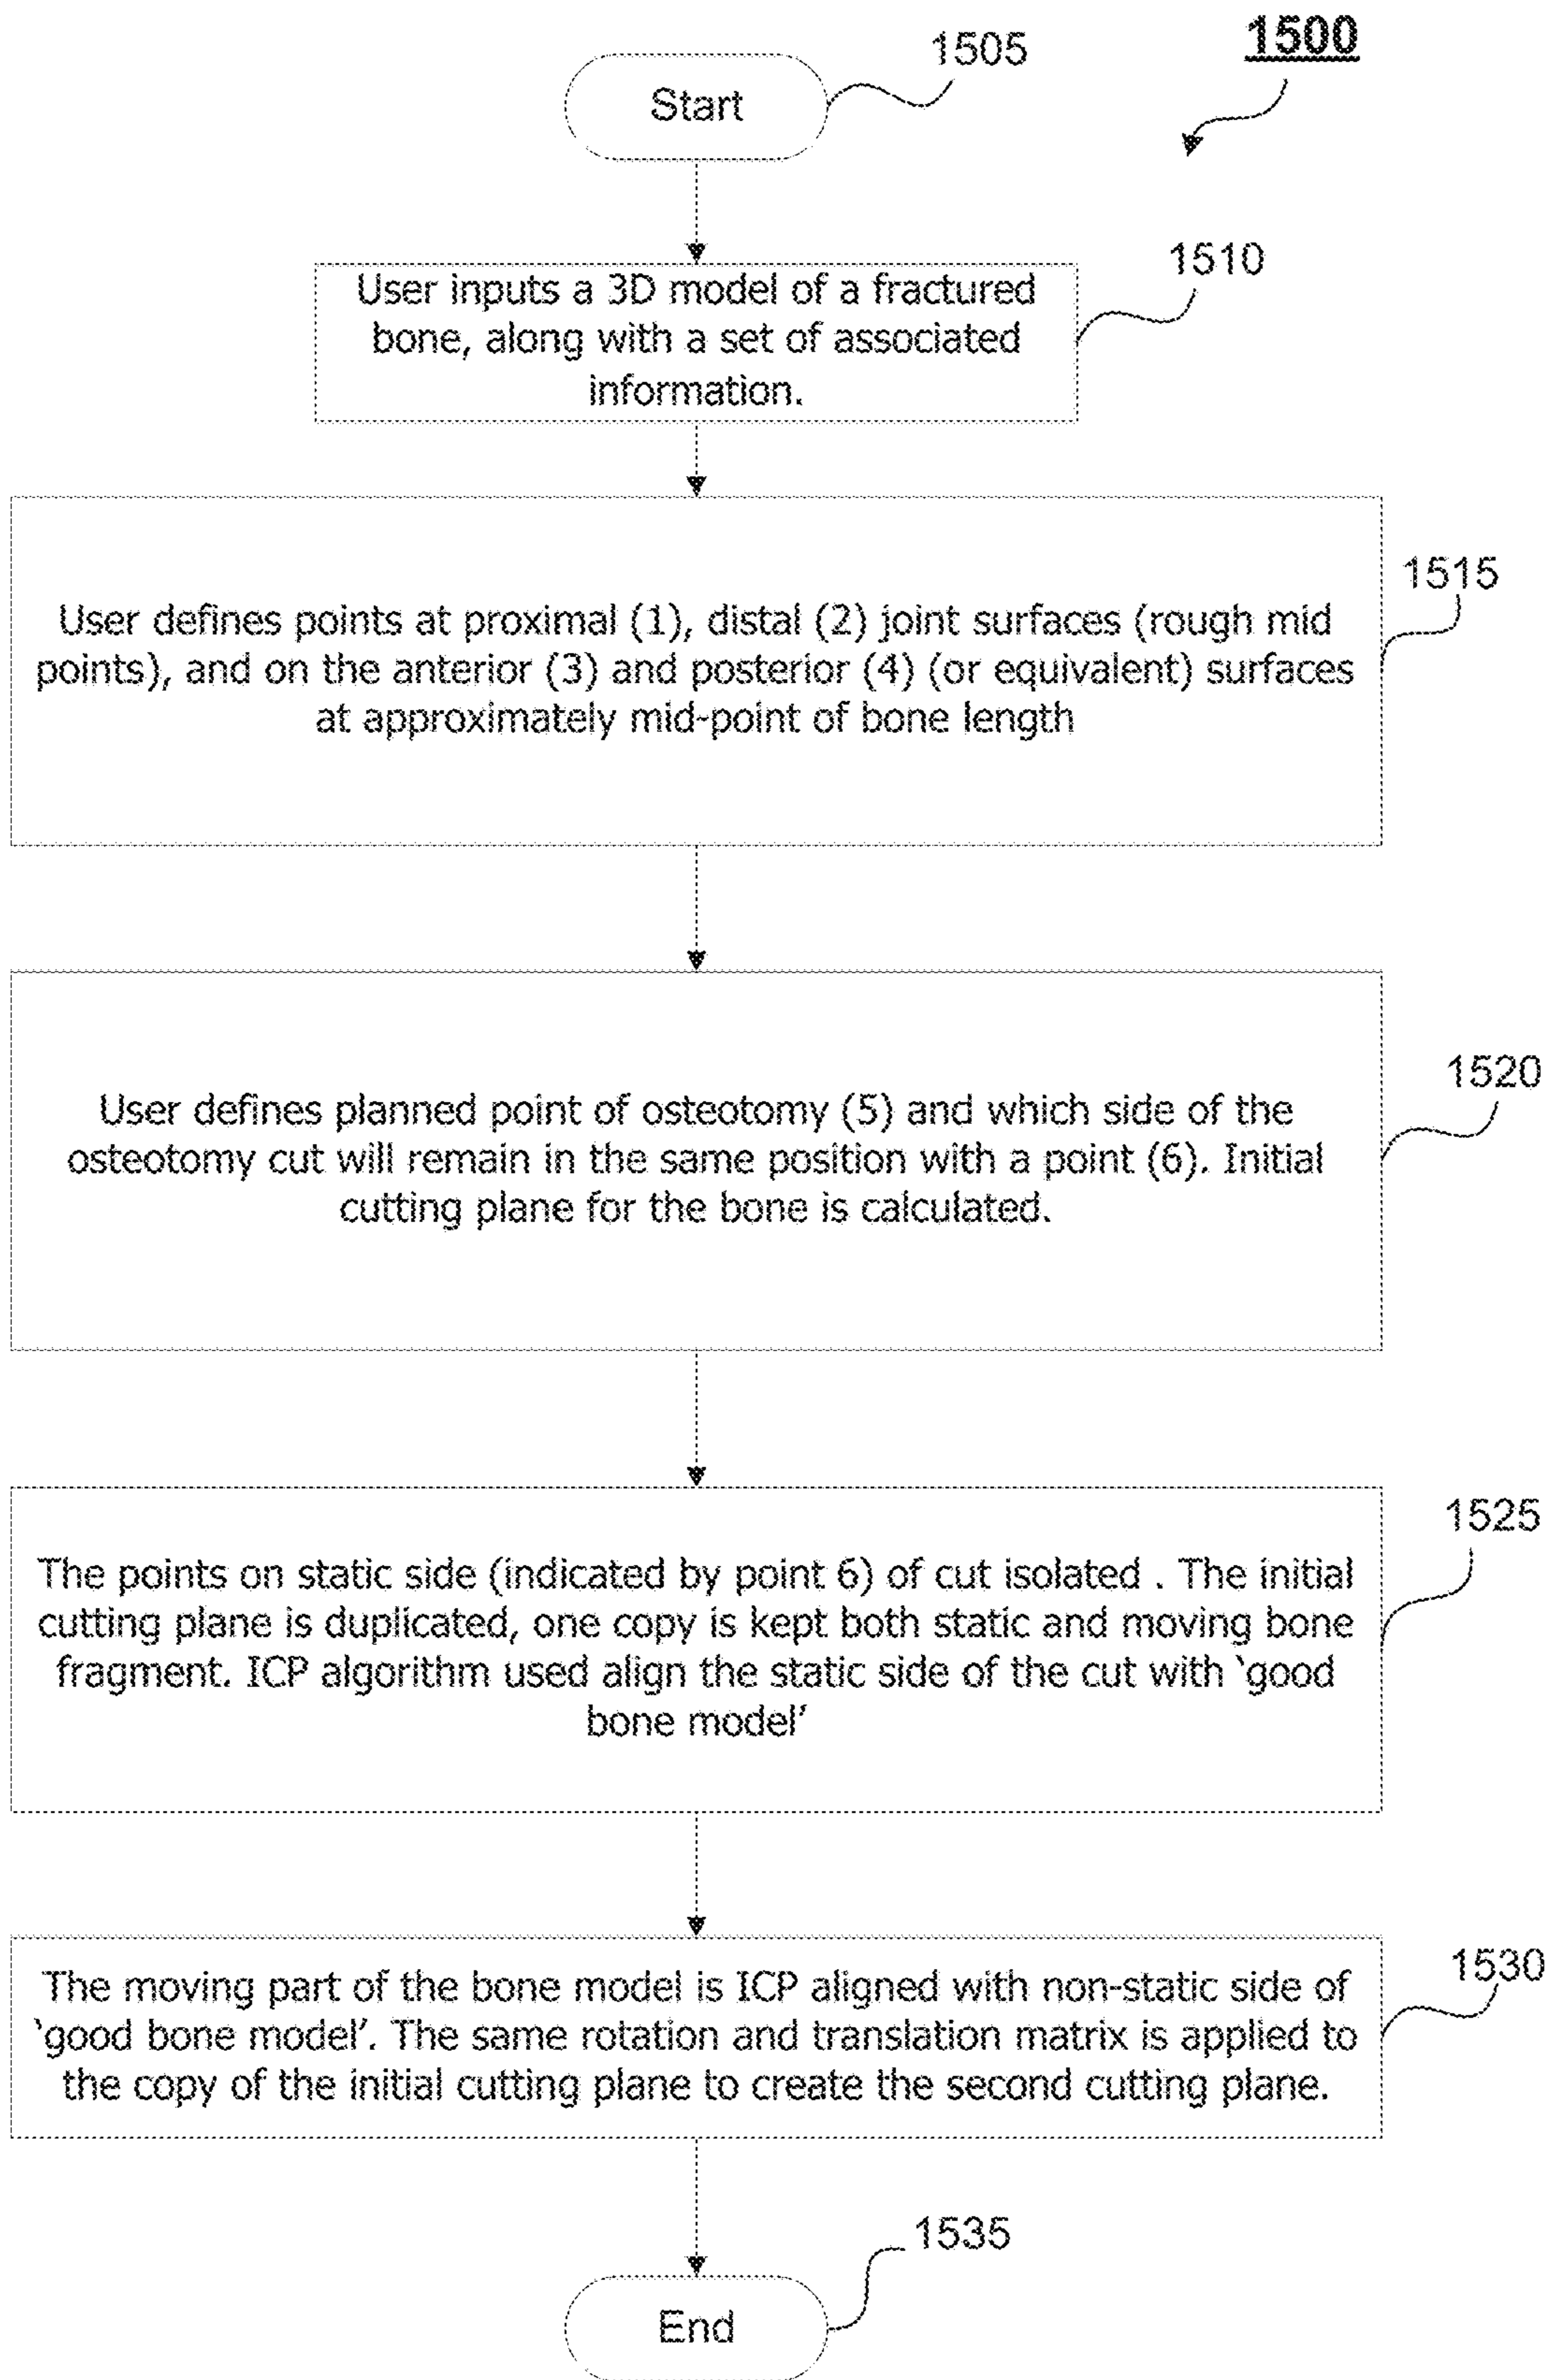 1500
1505
Start
1510
User inputs a 3D model of a fractured
bone, along with a set of associated
information.
1515
User defines points at proximal (1), distal (2) joint surfaces (rough mid
points), and on the anterior (3) and posterior (4) (or equivalent) surfaces
at approximately mid-point of bone length
1520
User defines planned point of osteotomy (5) and which side of the
osteotomy cut will remain in the same position with a point (6). Initial
cutting plane for the bone is calculated.
1525
The points on static side (indicated by point 6) of cut isolated . The initial
cutting plane is duplicated, one copy is kept both static and moving bone
fragment. ICP algorithm used align the static side of the cut with ‘good
bone model’
1530
The moving part of the bone model is ICP aligned with non-static side of
‘good bone model’. The same rotation and translation matrix is applied to
the copy of the initial cutting plane to create the second cutting plane.
1535
End